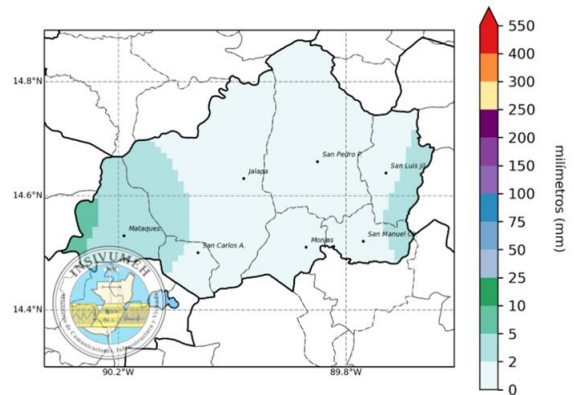 14.8°N
14.6°N
14.4°N
90.2°W
89.8°W
San Pedro P.
Jalapa
San Luis Jil.
Mataques.
San Carlos A.
Monjas
San Manuel C.
INSIVUMEH
550
400
300
250
200
150
100
75
50
25
10
5
2
0
milímetros (mm)